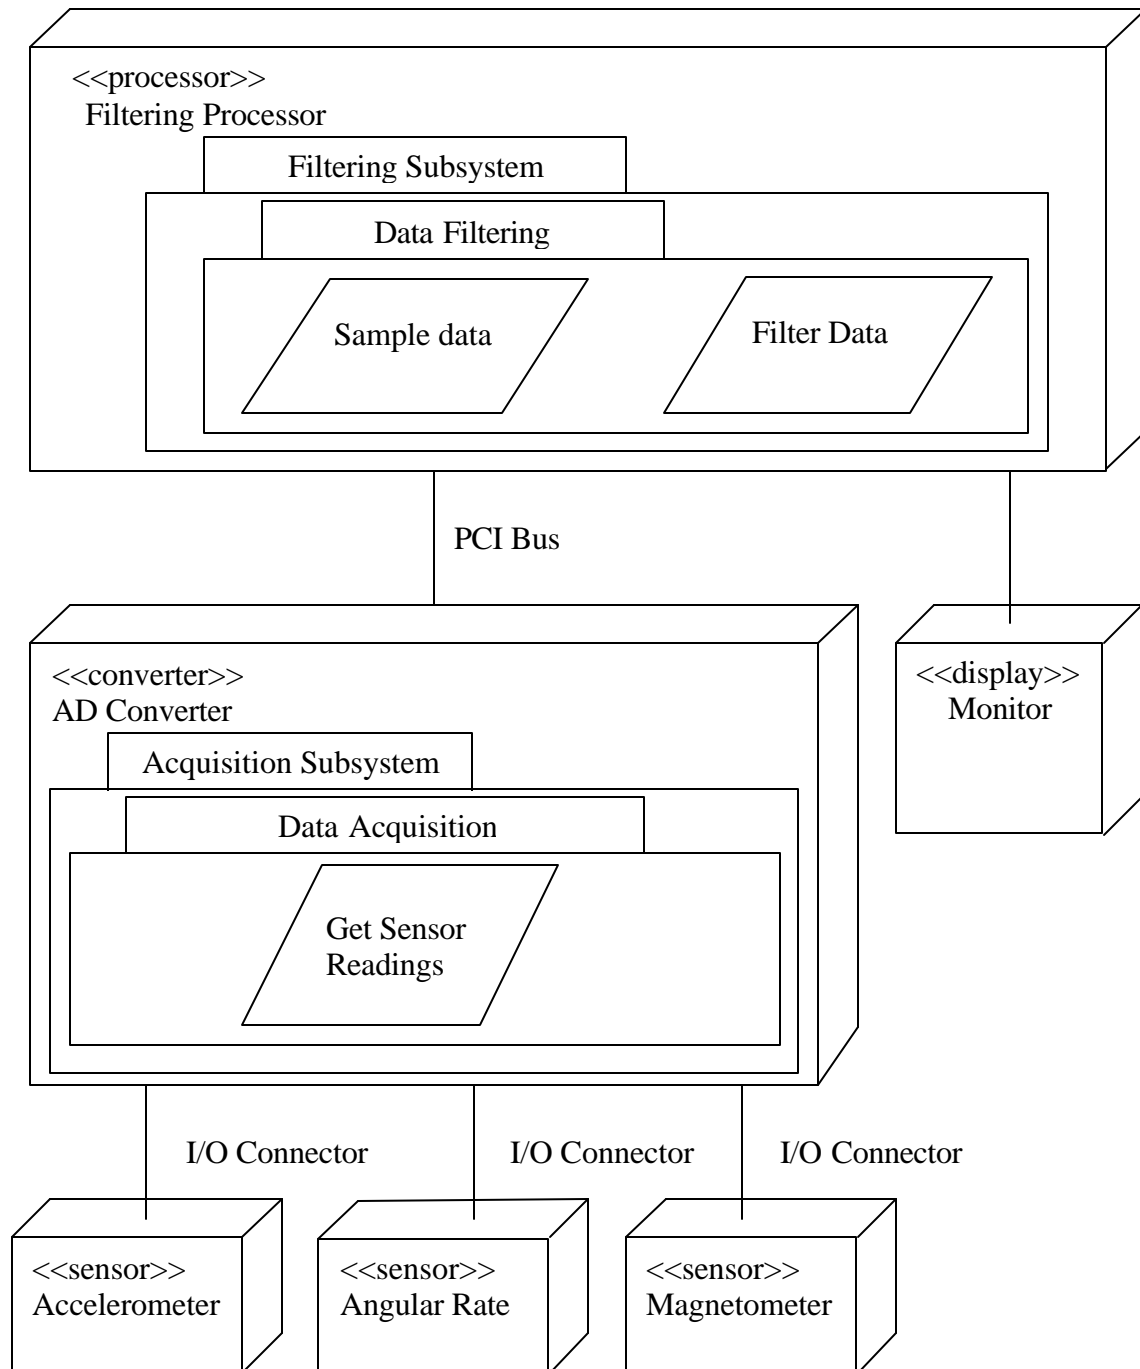 <<processor>>
Filtering Processor
Filtering Subsystem
Data Filtering
Sample data
Filter Data
PCI Bus
<<converter>>
AD Converter
<<display>>
Monitor
Acquisition Subsystem
Data Acquisition
Get Sensor
Readings
I/O Connector
I/O Connector
I/O Connector
<<sensor>>
Accelerometer
<<sensor>>
Angular Rate
<<sensor>>
Magnetometer